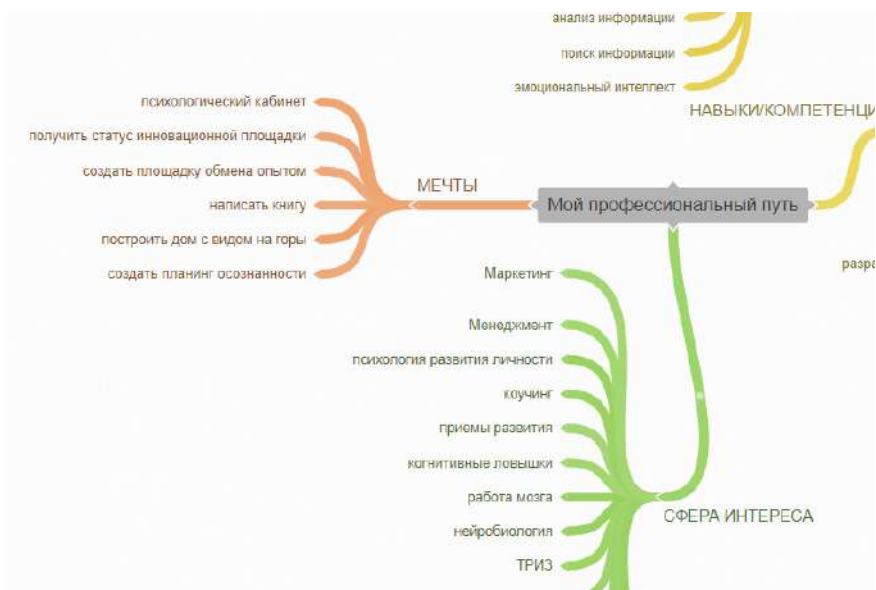 анализ информации
поиск информации
эмоциональный интеллект
НАВЫКИ/КОМПЕТЕНЦИ
психологический кабинет
получить статус инновационной площадки
создать площадку обмена опытом
написать книгу
построить дом с видом на горы
создать планинг осознанности
МЕЧТЫ
Мой профессиональный путь
разра
Маркетинг
Менеджмент
психология развития личности
коучинг
приемы развития
когнитивные ловышки
работа мозга
нейробиология
ТРИЗ
СФЕРА ИНТЕРЕСА